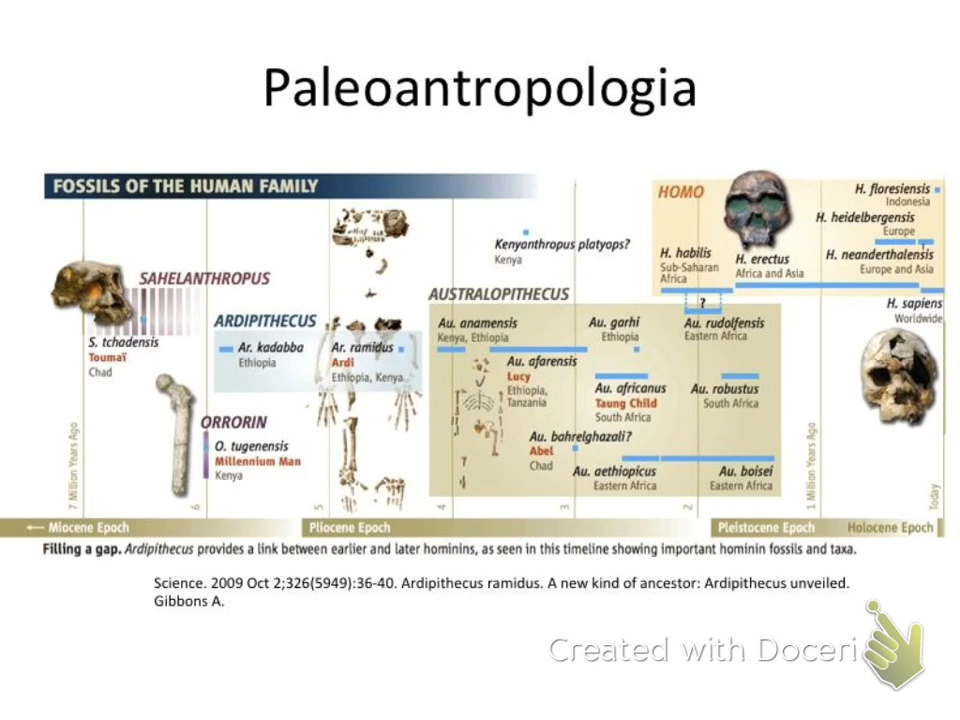 Paleoantropologia
FOSSILS OF THE HUMAN FAMILY
HOMO
H. floresiensis
Indonesia
H. heidelbergensis
Europe
Kenyanthropus platyops?
Kenya
H. habilis
Sub-Saharan
Africa
H. erectus
Africa and Asia
?
H. neanderthalensis
Europe and Asia
SAHELANTHROPUS
AUSTRALOPITHECUS
?
H. sapiens
Worldwide
S. tchadensis
Toumaï
Chad
ARDIPITHECUS
Ar. kadabba
Ethiopia
Ar. ramidus
Ardi
Ethiopia, Kenya
Au. anamensis
Kenya, Ethiopia
Au. garhi
Ethiopia
Au. rudolfensis
Eastern Africa
Au. afarensis
Lucy
Ethiopia,
Tanzania
Au. africanus
Taung Child
South Africa
Au. robustus
South Africa
ORRORIN
O. tugenensis
Millennium Man
Kenya
Au. bahrelghazali?
Abel
Chad
Au. aethiopicus
Eastern Africa
Au. boisei
Eastern Africa
7 Million Years Ago
6
5
4
3
2
1 Million Years Ago
Today
← Miocene Epoch
Pliocene Epoch
Pleistocene Epoch
Holocene Epoch
Filling a gap. Ardipithecus provides a link between earlier and later hominins, as seen in this timeline showing important hominin fossils and taxa.
Science. 2009 Oct 2;326(5949):36-40. Ardipithecus ramidus. A new kind of ancestor: Ardipithecus unveiled.
Gibbons A.
Created with Doceri